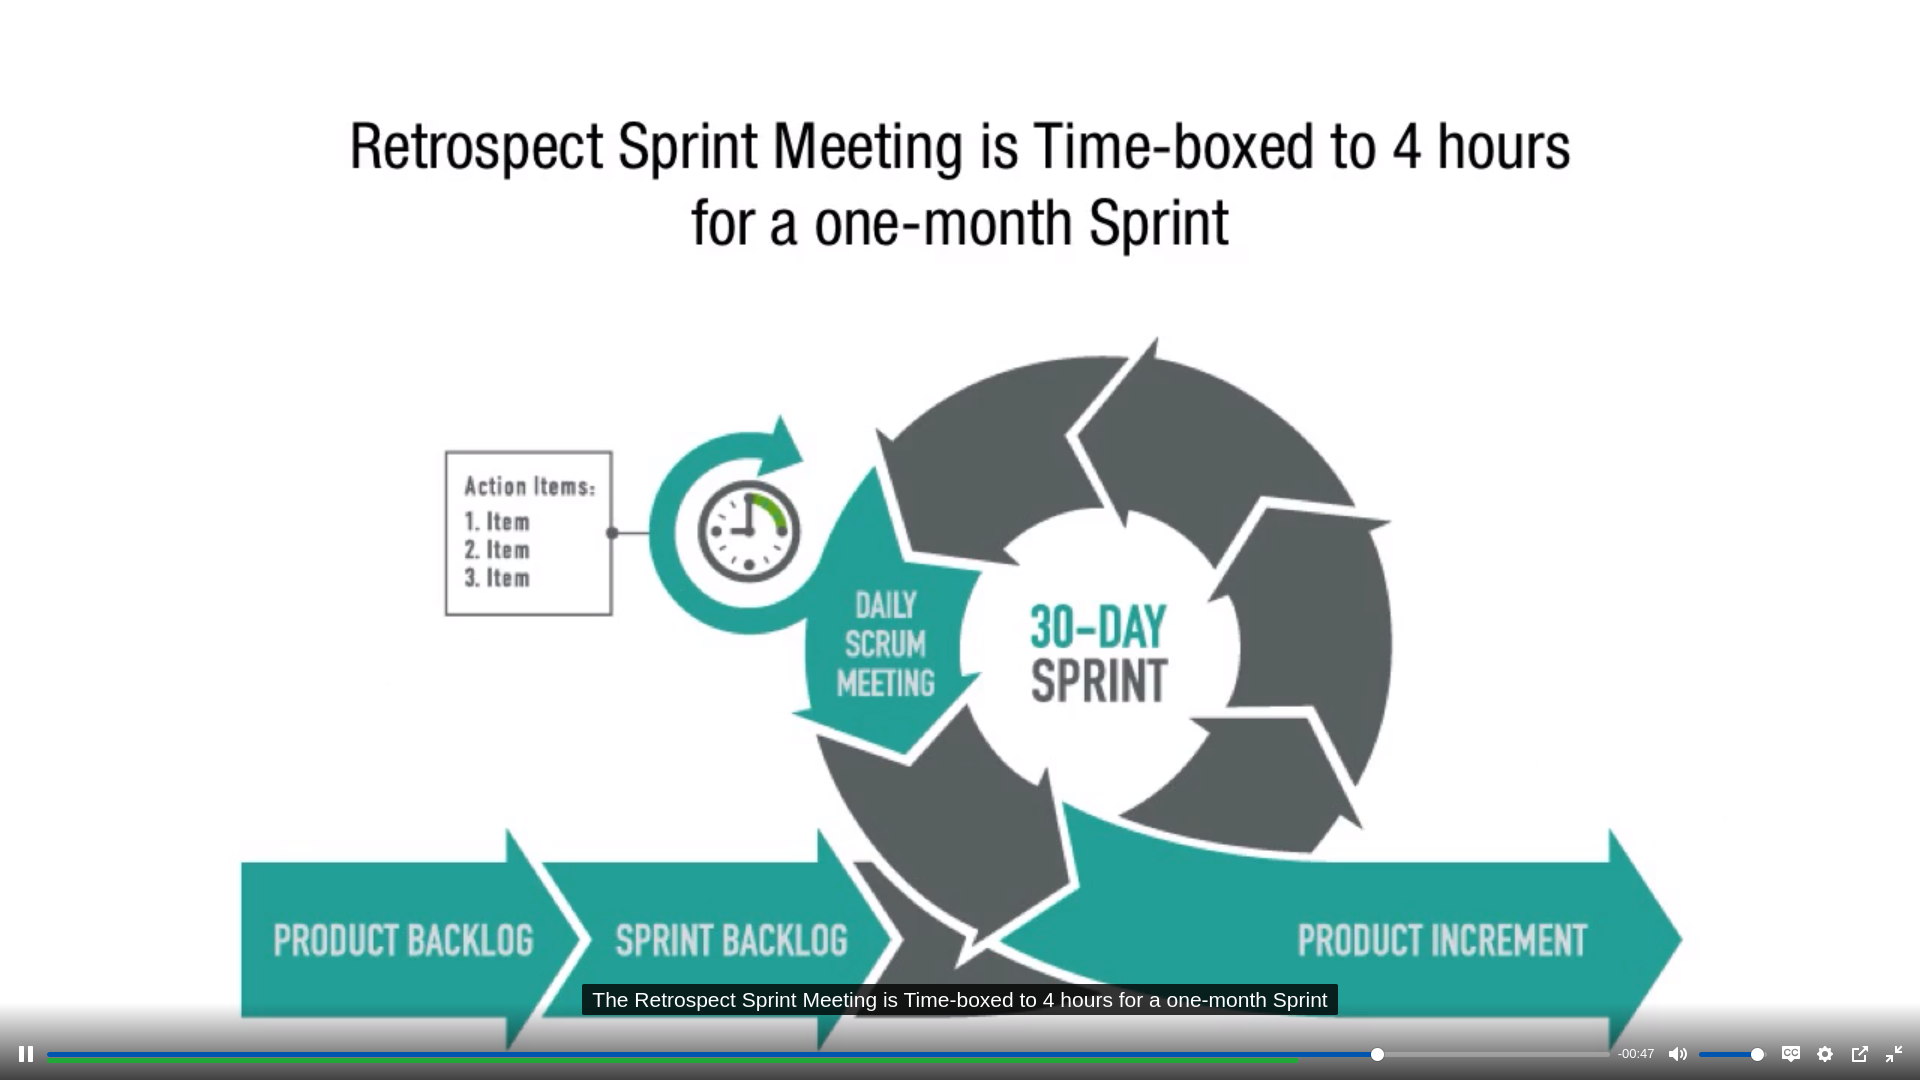 Retrospect Sprint Meeting is Time-boxed to 4 hours
for a one-month Sprint
Action Items:
1. Item
2. Item
3. Item
DAILY
SCRUM
MEETING
30-DAY
SPRINT
PRODUCT BACKLOG
SPRINT BACKLOG
PRODUCT INCREMENT
The Retrospect Sprint Meeting is Time-boxed to 4 hours for a one-month Sprint
-00:47
CC